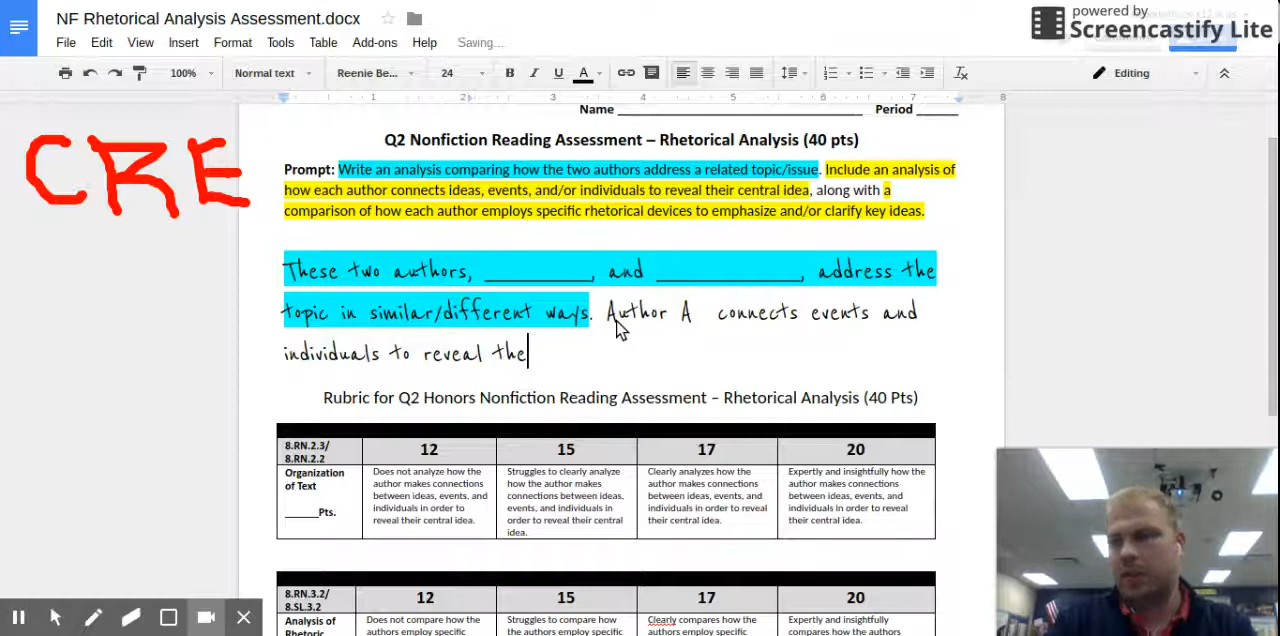 NF Rhetorical Analysis Assessment.docx
powered by
Screencastify Lite
File Edit View Insert Format Tools Table Add-ons Help Saving...
100% Normal text Reenie Be... 24 B I U A Editing
1 2 3 4 5 6 7 8
CRE
Name ______ Period ______
Q2 Nonfiction Reading Assessment – Rhetorical Analysis (40 pts)
Prompt: Write an analysis comparing how the two authors address a related topic/issue. Include an analysis of
how each author connects ideas, events, and/or individuals to reveal their central idea, along with a
comparison of how each author employs specific rhetorical devices to emphasize and/or clarify key ideas.
These two authors, __________, and ______________, address the
topic in similar/different ways. Author A connects events and
individuals to reveal the
Rubric for Q2 Honors Nonfiction Reading Assessment – Rhetorical Analysis (40 Pts)
8.RN.2.3/
8.RN.2.2
12 15 17 20
Organization
of Text
______Pts.
Does not analyze how the
author makes connections
between ideas, events, and
individuals in order to
reveal their central idea.
Struggles to clearly analyze
how the author makes
connections between ideas,
events, and individuals in
order to reveal their central
idea.
Clearly analyzes how the
author makes connections
between ideas, events, and
individuals in order to reveal
their central idea.
Expertly and insightfully how the
author makes connections
between ideas, events, and
individuals in order to reveal
their central idea.
8.RN.3.2/
8.SL.3.2
12 15 17 20
Analysis of
Rhetoric
Does not compare how the
authors employ specific
Struggles to compare how
the authors employ specific
Clearly compares how the
authors employ specific
Expertly and insightfully
compares how the authors